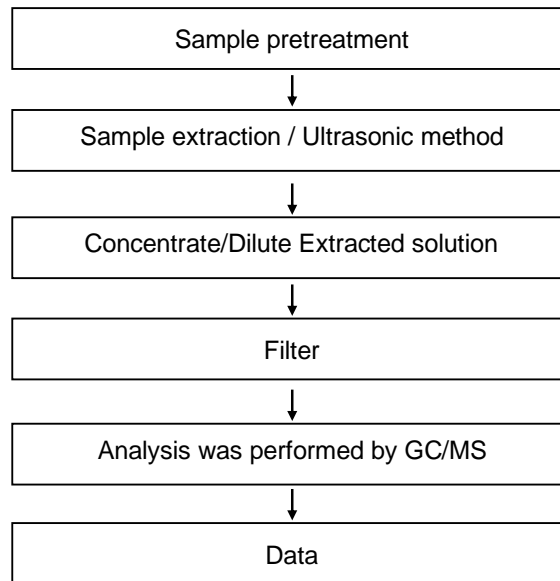 Sample pretreatment
Sample extraction / Ultrasonic method
Concentrate/Dilute Extracted solution
Filter
Analysis was performed by GC/MS
Data